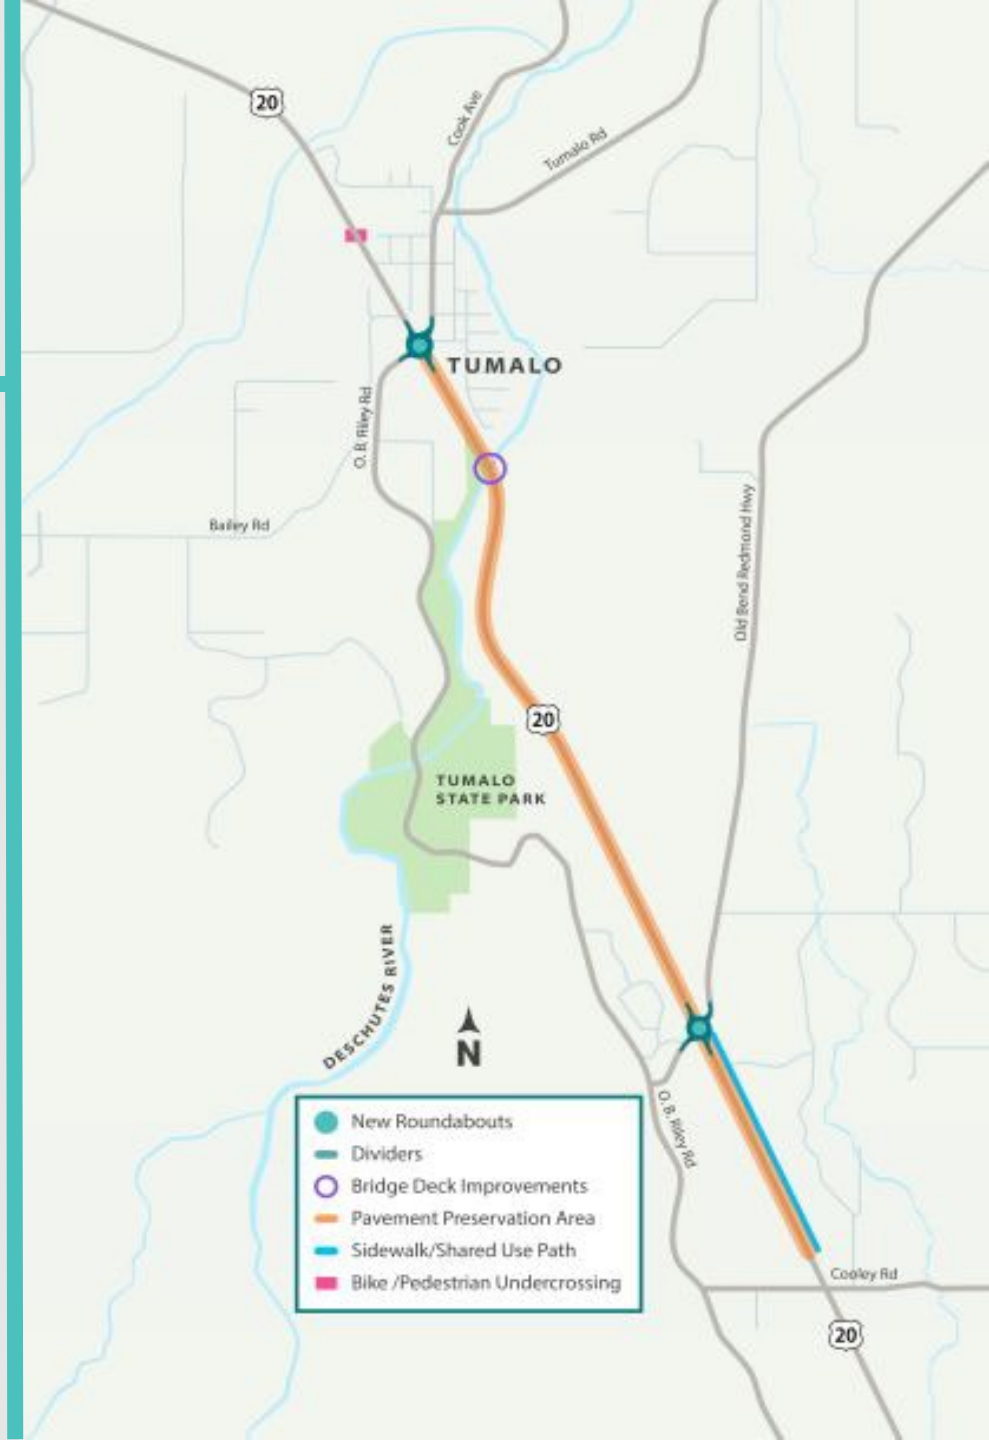 20
Cook Ave
Tumalo Rd
TUMALO
O. B. Riley Rd
Bailey Rd
Old Bend Redmond Hwy
20
TUMALO
STATE PARK
DESCHUTES RIVER
N
O. B. Riley Rd
New Roundabouts
Dividers
Bridge Deck Improvements
Pavement Preservation Area
Sidewalk/Shared Use Path
Bike /Pedestrian Undercrossing
Cooley Rd
20